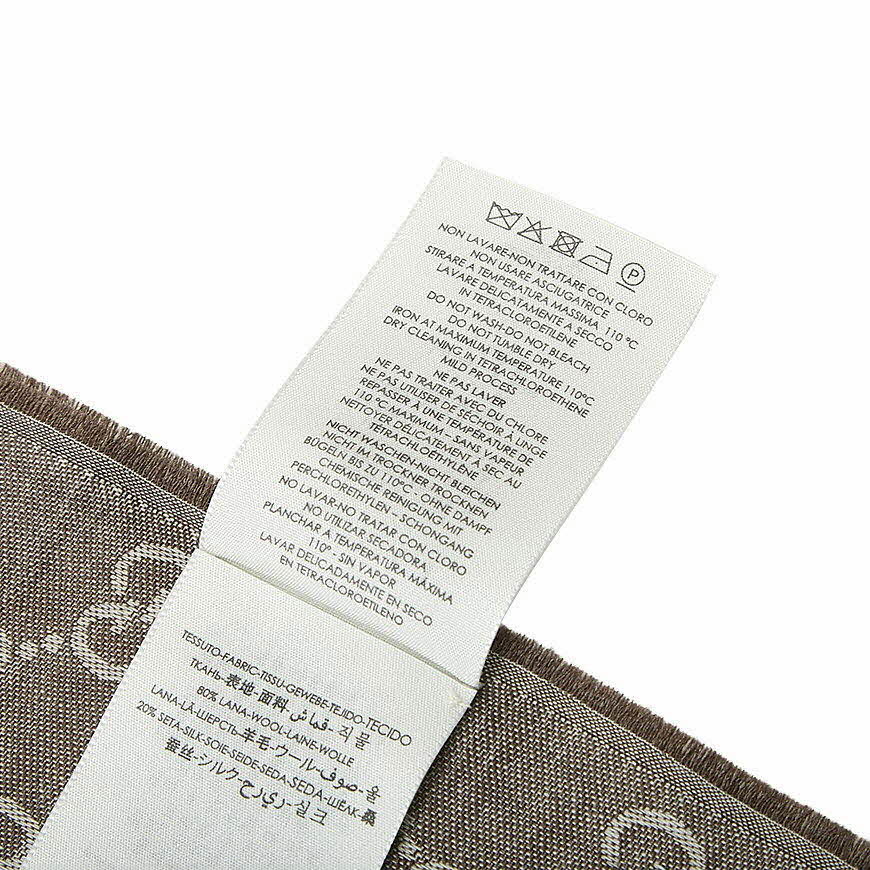 P
NON LAVARE-NON TRATTARE CON CLORO
NON USARE ASCIUGATRICE
STIRARE A TEMPERATURA MASSIMA 110 °C
LAVARE DELICATAMENTE A SECCO
IN TETRACLOROETILENE
DO NOT WASH-DO NOT BLEACH
DO NOT TUMBLE DRY
IRON AT MAXIMUM TEMPERATURE 110°C
DRY CLEANING IN TETRACHLOROETHENE
MILD PROCESS
NE PAS LAVER
NE PAS TRAITER AVEC DU CHLORE
NE PAS UTILISER DE SÉCHOIR À LINGE
REPASSER À UNE TEMPÉRATURE DE
110 °C MAXIMUM - SANS VAPEUR
NETTOYER DÉLICATEMENT À SEC AU
TETRACHLOÉTHYLÈNE
NICHT WASCHEN-NICHT BLEICHEN
NICHT IM TROCKNER TROCKNEN
BÜGELN BIS ZU 110°C - OHNE DAMPF
CHEMISCHE REINIGUNG MIT
PERCHLORETHYLEN - SCHONGANG
NO LAVAR-NO TRATAR CON CLORO
NO UTILIZAR SECADORA
PLANCHAR A TEMPERATURA MÁXIMA
110° - SIN VAPOR
LAVAR DELICADAMENTE EN SECO
EN TETRACLOROETILENO
TESSUTO-FABRIC-TISSU-GEWEBE-TEJIDO-TECIDO
ТКАНЬ-表地-面料-قماش-직물
80% LANA-WOOL-LAINE-WOLLE
LANA-LÃ-ШЕРСТЬ-羊毛-ウール-صوف-울
20% SETA-SILK-SOIE-SEIDE-SEDA-SEDA-ШЁЛК-桑
蚕丝-シルク-حرير-실크